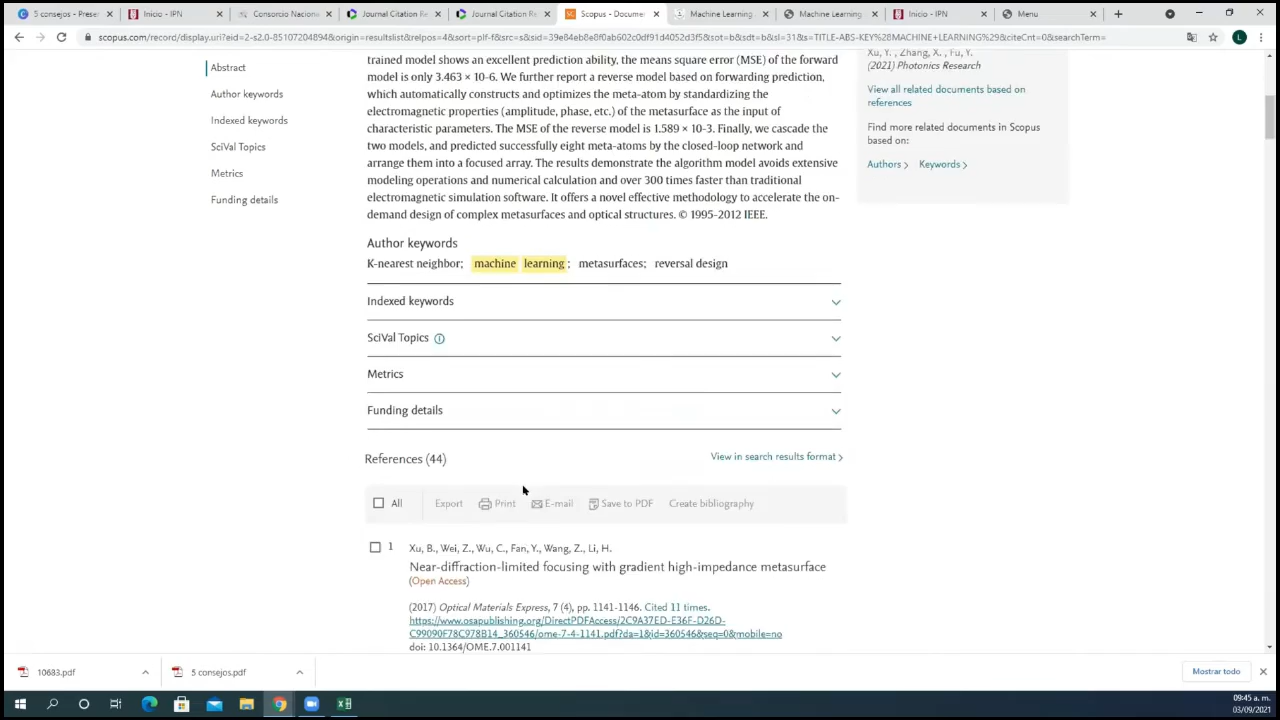 5 consejos - Prese
Inicio - IPN
Consorcio Naciona
Journal Citation Re
Journal Citation Re
Scopus - Docume
Machine Learning
Machine Learning
Inicio - IPN
Menu
scopus.com/record/display.uri?eid=2-s2.0-85107204894&origin=resultslist&relpos=4&sort=plf-f&src=s&sid=39e84eb8e8f0ab602c0df91d4052d3f5&sot=b&sdt=b&sl=31&s=TITLE-ABS-KEY%28MACHINE+LEARNING%29&citeCnt=0&searchTerm=
Abstract
Author keywords
Indexed keywords
SciVal Topics
Metrics
Funding details
trained model shows an excellent prediction ability, the means square error (MSE) of the forward
model is only 3.463 × 10-6. We further report a reverse model based on forwarding prediction,
which automatically constructs and optimizes the meta-atom by standardizing the
electromagnetic properties (amplitude, phase, etc.) of the metasurface as the input of
characteristic parameters. The MSE of the reverse model is 1.589 × 10-3. Finally, we cascade the
two models, and predicted successfully eight meta-atoms by the closed-loop network and
arrange them into a focused array. The results demonstrate the algorithm model avoids extensive
modeling operations and numerical calculation and over 300 times faster than traditional
electromagnetic simulation software. It offers a novel effective methodology to accelerate the on-
demand design of complex metasurfaces and optical structures. © 1995-2012 IEEE.
Author keywords
K-nearest neighbor; machine learning; metasurfaces; reversal design
Indexed keywords
SciVal Topics
Metrics
Funding details
References (44)
View in search results format
All
Export
Print
E-mail
Save to PDF
Create bibliography
1
Xu, B., Wei, Z., Wu, C., Fan, Y., Wang, Z., Li, H.
Near-diffraction-limited focusing with gradient high-impedance metasurface
(Open Access)
(2017) Optical Materials Express, 7 (4), pp. 1141-1146. Cited 11 times.
https://www.osapublishing.org/DirectPDFAccess/2C9A37ED-E36F-D26D-
C99090F78C978B14_360546/ome-7-4-1141.pdf?da=1&id=360546&seq=0&mobile=no
doi: 10.1364/OME.7.001141
Xu, Y. , Zhang, X. , Fu, Y.
(2021) Photonics Research
View all related documents based on
references
Find more related documents in Scopus
based on:
Authors
Keywords
10683.pdf
5 consejos.pdf
Mostrar todo
09:45 a. m.
03/09/2021